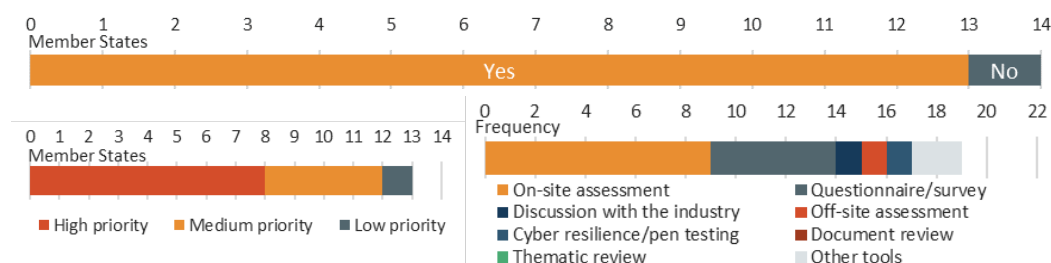 0 1 2 3 4 5 6 7 8 9 10 11 12 13 14
Member States
Yes No
0 1 2 3 4 5 6 7 8 9 10 11 12 13 14
Member States
High priority Medium priority Low priority
0 2 4 6 8 10 12 14 16 18 20 22
Frequency
On-site assessment Questionnaire/survey
Discussion with the industry Off-site assessment
Cyber resilience/pen testing Document review
Thematic review Other tools